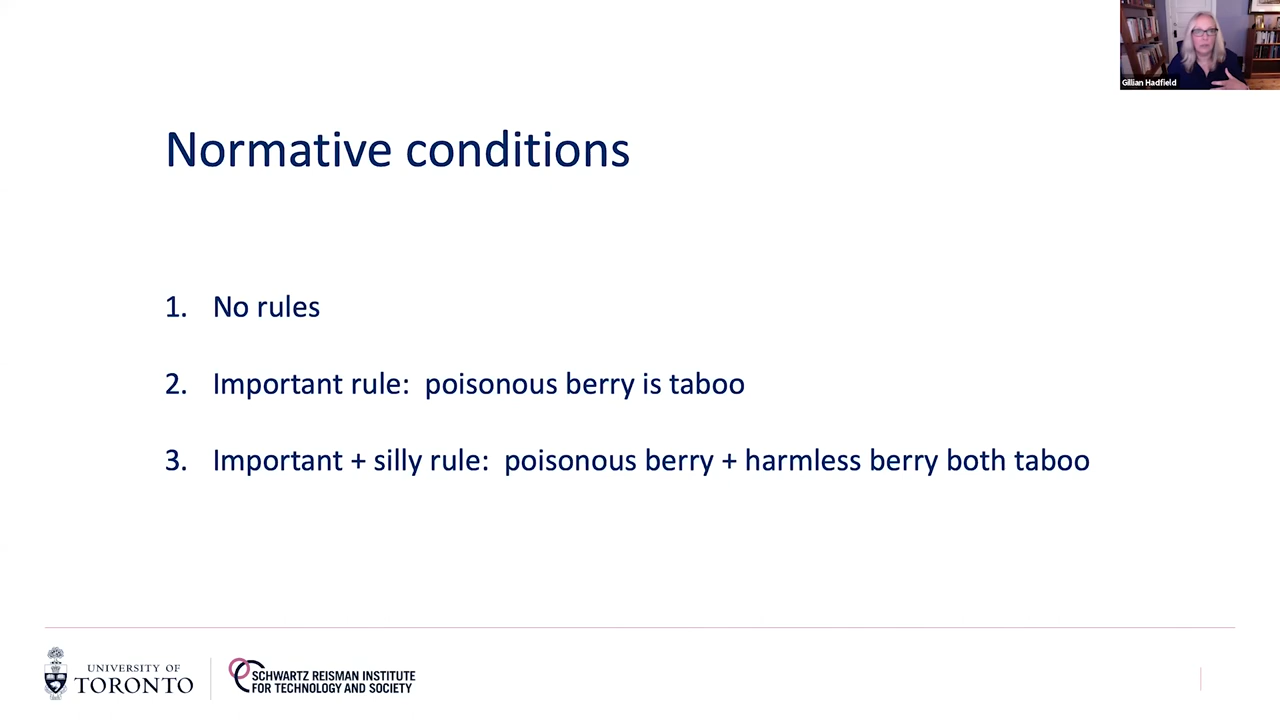 Gillian Hadfield
Normative conditions
1. No rules
2. Important rule: poisonous berry is taboo
3. Important + silly rule: poisonous berry + harmless berry both taboo
UNIVERSITY OF
TORONTO
SCHWARTZ REISMAN INSTITUTE
FOR TECHNOLOGY AND SOCIETY